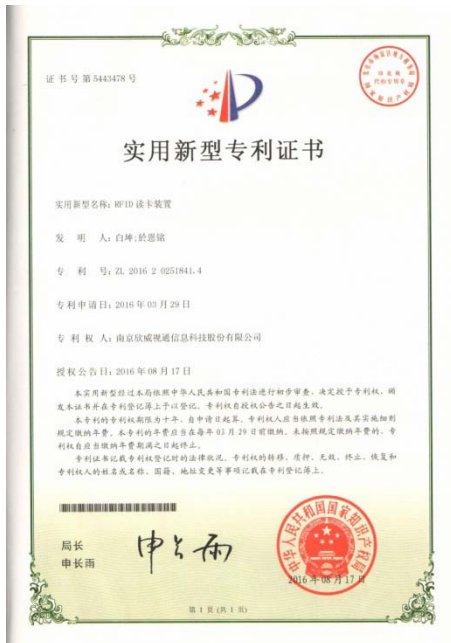 证书号第5443478号
实用新型专利证书
实用新型名称：RFID读卡装置
发明人：白坤;於恩铭
专利号：ZL 2016 2 0251841.4
专利申请日：2016年03月29日
专利权人：南京欣威视通信息科技股份有限公司
授权公告日：2016年08月17日
本实用新型经过本局依照中华人民共和国专利法进行初步审查，决定授予专利权，颁
发本证书并在专利登记簿上予以登记。专利权自授权公告之日起生效。
本专利的专利权期限为十年，自申请日起算。专利权人应当依照专利法及其实施细则
规定缴纳年费。本专利的年费应当在每年03月29日前缴纳。未按照规定缴纳年费的，专
利权自应当缴纳年费期满之日起终止。
专利证书记载专利权登记时的法律状况。专利权的转移、质押、无效、终止、恢复和
专利权人的姓名或名称、国籍、地址变更等事项记载在专利登记簿上。
局长
申长雨
申长雨
中华人民共和国国家知识产权局
2016年08月17日
第1页(共1页)